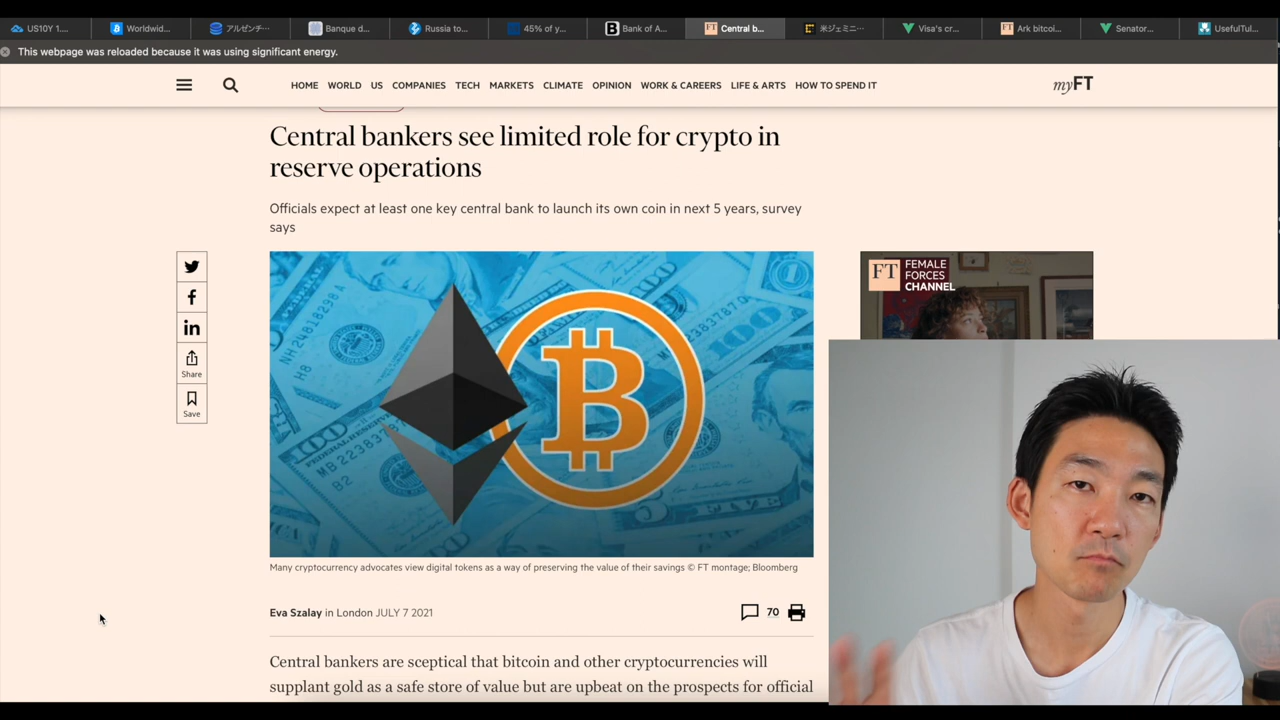 US10Y 1....
Worldwid...
アルゼンチ...
Banque d...
Russia to...
45% of y...
Bank of A...
Central b...
米ジェミニ...
Visa's cr...
Ark bitcoi...
Senator...
UsefulTul...
This webpage was reloaded because it was using significant energy.
HOME WORLD US COMPANIES TECH MARKETS CLIMATE OPINION WORK & CAREERS LIFE & ARTS HOW TO SPEND IT
myFT
Central bankers see limited role for crypto in
reserve operations
Officials expect at least one key central bank to launch its own coin in next 5 years, survey
says
Share
Save
FT
FEMALE
FORCES
CHANNEL
Many cryptocurrency advocates view digital tokens as a way of preserving the value of their savings © FT montage; Bloomberg
Eva Szalay in London JULY 7 2021
70
Central bankers are sceptical that bitcoin and other cryptocurrencies will
supplant gold as a safe store of value but are upbeat on the prospects for official